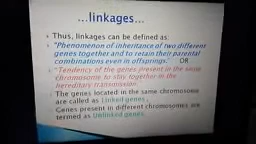 ...linkages...
Thus, linkages can be defined as:
"Phenomenon of inheritance of two different
genes together and to retain their parental
combinations even in offsprings." OR
"Tendency of the genes present in the same
chromosome to stay together in the
hereditary transmission.
The genes located in the same chromosome
are called as Linked genes.
Genes present in different chromosomes are
termed as Unlinked genes.